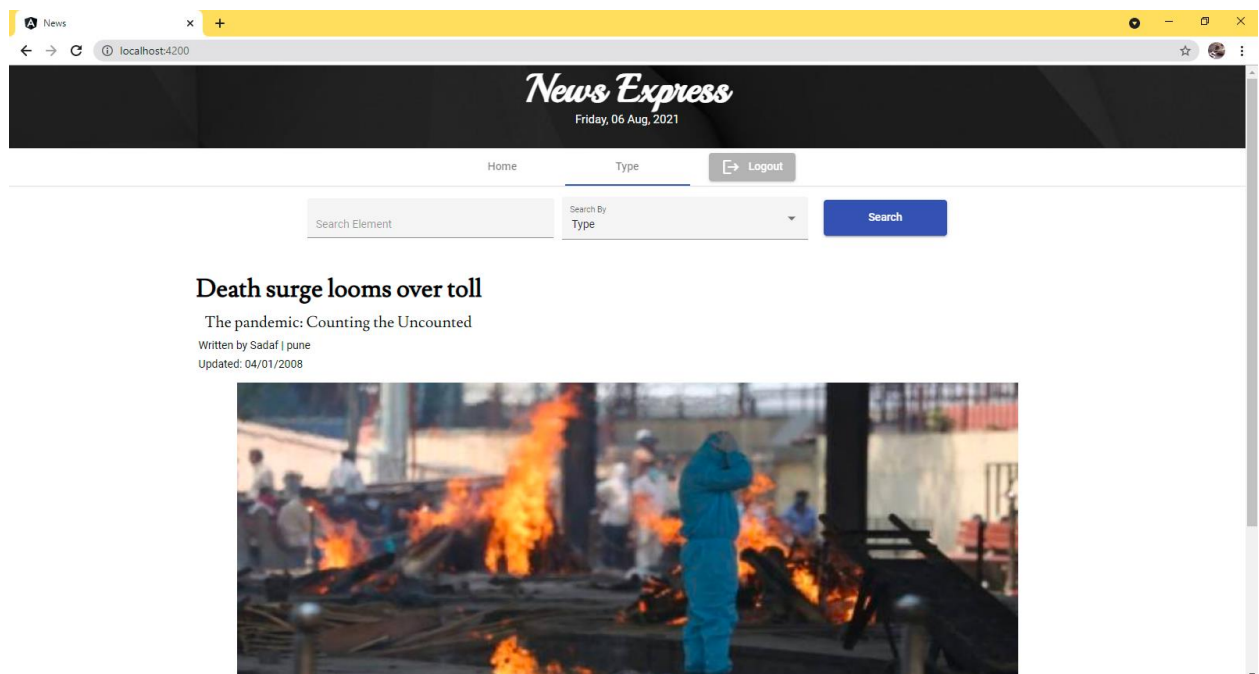 News
localhost:4200
News Express
Friday, 06 Aug, 2021
Home Type Logout
Search Element
Search By
Type
Search
Death surge looms over toll
The pandemic: Counting the Uncounted
Written by Sadaf | pune
Updated: 04/01/2008